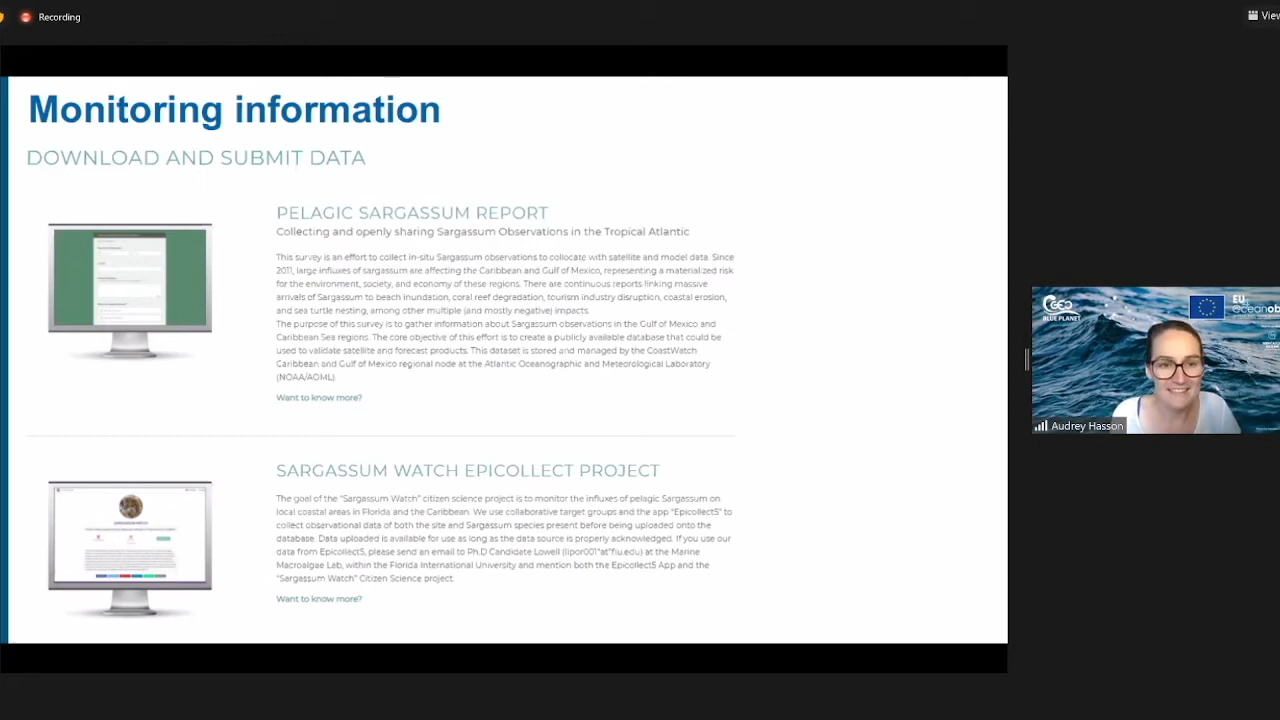 Recording
View
Monitoring information
DOWNLOAD AND SUBMIT DATA
PELAGIC SARGASSUM REPORT
Collecting and openly sharing Sargassum Observations in the Tropical Atlantic
This survey is an effort to collect in-situ Sargassum observations to collocate with satellite and model data. Since
2011, large influxes of sargassum are affecting the Caribbean and Gulf of Mexico, representing a materialized risk
for the environment, society, and economy of these regions. There are continuous reports linking massive
arrivals of Sargassum to beach inundation, coral reef degradation, tourism industry disruption, coastal erosion,
and sea turtle nesting, among other multiple (and mostly negative) impacts.
The purpose of this survey is to gather information about Sargassum observations in the Gulf of Mexico and
Caribbean Sea regions. The core objective of this effort is to create a publicly available database that could be
used to validate satellite and forecast products. This dataset is stored and managed by the CoastWatch
Caribbean and Gulf of Mexico regional node at the Atlantic Oceanographic and Meteorological Laboratory
(NOAA/AOML).
Want to know more?
SARGASSUM WATCH EPICOLLECT PROJECT
The goal of the "Sargassum Watch" citizen science project is to monitor the influxes of pelagic Sargassum on
local coastal areas in Florida and the Caribbean. We use collaborative target groups and the app "Epicollect5" to
collect observational data of both the site and Sargassum species present before being uploaded onto the
database. Data uploaded is available for use as long as the data source is properly acknowledged. If you use our
data from Epicollect5, please send an email to Ph.D Candidate Lowell (lipor001"at"fiu.edu) at the Marine
Macroalgae Lab, within the Florida International University and mention both the Epicollect5 App and the
"Sargassum Watch" Citizen Science project.
Want to know more?
SARGASSUM WATCH
GEO
BLUE PLANET
EU
Audrey Hasson